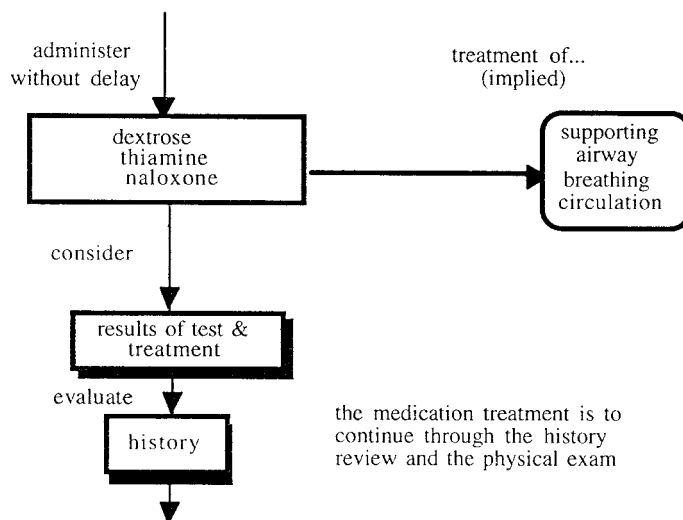 administer
without delay
treatment of...
(implied)
dextrose
thiamine
naloxone
supporting
airway
breathing
circulation
consider
results of test &
treatment
evaluate
history
the medication treatment is to
continue through the history
review and the physical exam